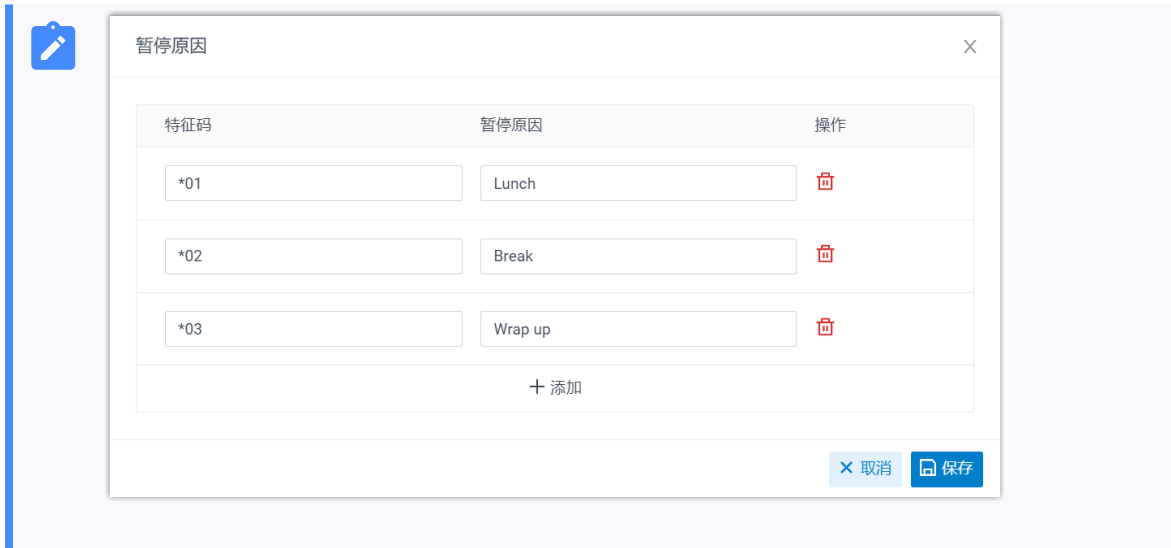 暂停原因
特征码 暂停原因 操作
*01 Lunch
*02 Break
*03 Wrap up
添加
取消 保存